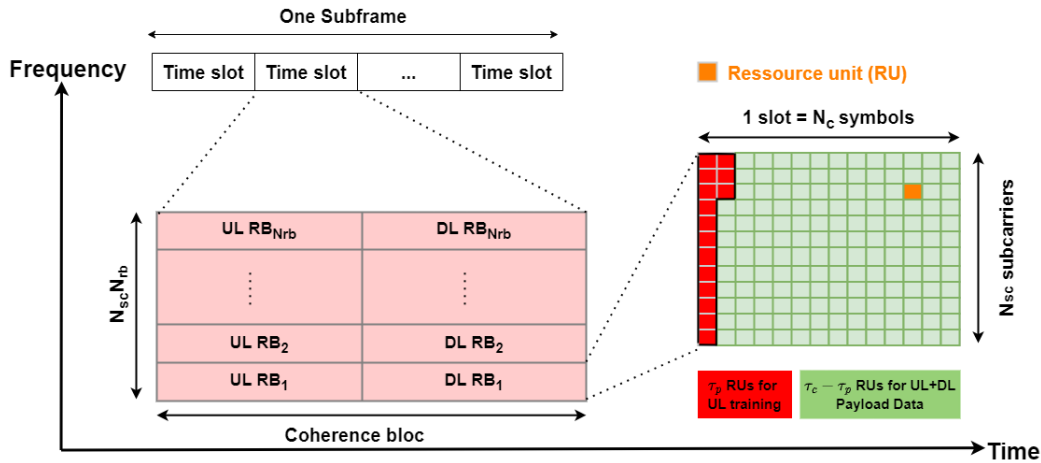 One Subframe
Frequency
Time slot
Time slot
...
Time slot
Ressource unit (RU)
1 slot = Nc symbols
UL RBNrb
DL RBNrb
NscNrb
UL RB2
DL RB2
UL RB1
DL RB1
Coherence bloc
Nsc subcarriers
τp RUs for
UL training
τc − τp RUs for UL+DL
Payload Data
Time